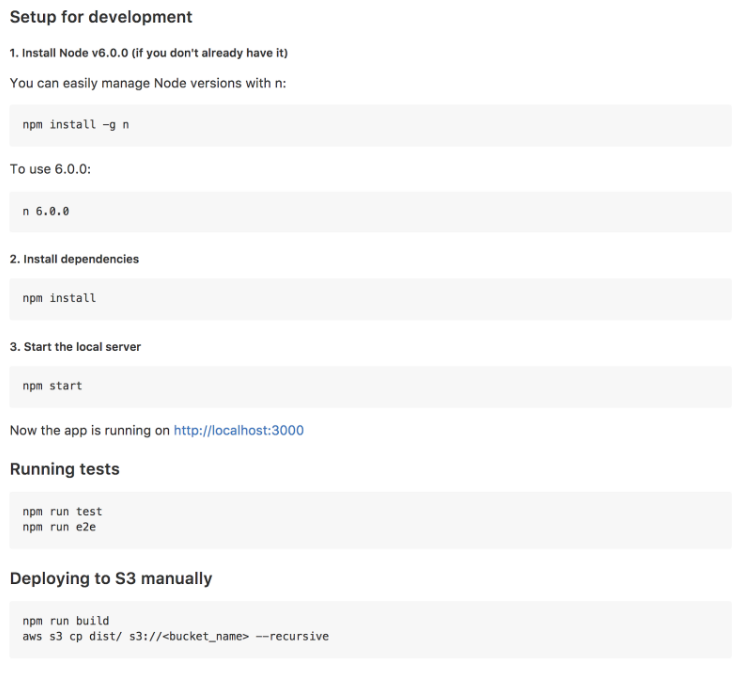 Setup for development
1. Install Node v6.0.0 (if you don't already have it)
You can easily manage Node versions with n:
npm install -g n
To use 6.0.0:
n 6.0.0
2. Install dependencies
npm install
3. Start the local server
npm start
Now the app is running on http://localhost:3000
Running tests
npm run test
npm run e2e
Deploying to S3 manually
npm run build
aws s3 cp dist/ s3://<bucket_name> --recursive